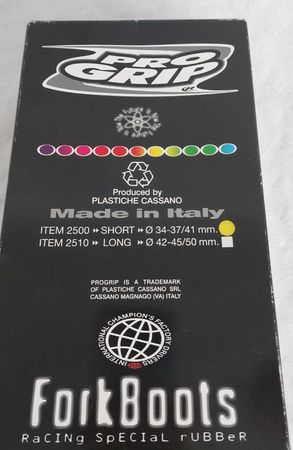 PRO
GRIP
Produced by
PLASTICHE CASSANO
Made in Italy
ITEM 2500 SHORT Ø 34-37/41 mm.
ITEM 2510 LONG Ø 42-45/50 mm.
PROGRIP IS A TRADEMARK
OF PLASTICHE CASSANO SRL
CASSANO MAGNAGO (VA) ITALY
INTERNATIONAL CHAMPION'S FACTORY DRIVERS
ForkBoots
RaCINg SpECIaL rUBBeR